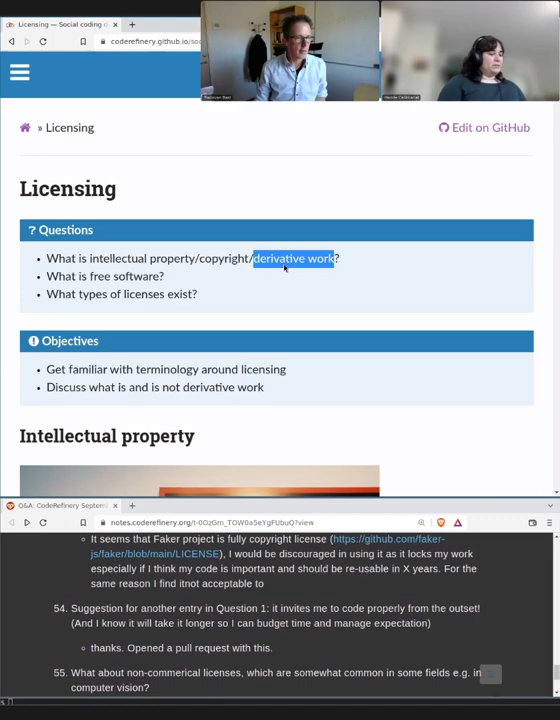 Licensing — Social coding
coderefinery.github.io/so
Radovan Bast
» Licensing
Edit on GitHub
Licensing
? Questions
• What is intellectual property/copyright/derivative work?
• What is free software?
• What types of licenses exist?
! Objectives
• Get familiar with terminology around licensing
• Discuss what is and is not derivative work
Intellectual property
Q&A: CodeRefinery Septem
notes.coderefinery.org/t-0OzGm_TOW0a5eYgFUbuQ?view
It seems that Faker project is fully copyright license (https://github.com/faker-
js/faker/blob/main/LICENSE), I would be discouraged in using it as it locks my work
especially if I think my code is important and should be re-usable in X years. For the
same reason I find itnot acceptable to
54. Suggestion for another entry in Question 1: it invites me to code properly from the outset!
(And I know it will take it longer so I can budget time and manage expectation)
thanks. Opened a pull request with this.
55. What about non-commerical licenses, which are somewhat common in some fields e.g. in
computer vision?